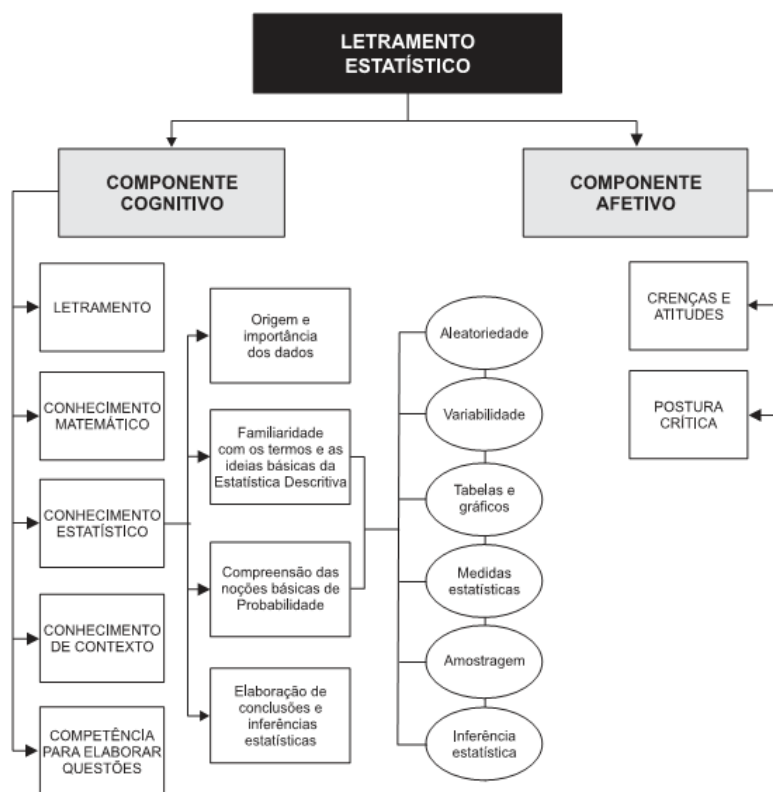 LETRAMENTO
ESTATÍSTICO
COMPONENTE
COGNITIVO
COMPONENTE
AFETIVO
LETRAMENTO
CONHECIMENTO
MATEMÁTICO
CONHECIMENTO
ESTATÍSTICO
CONHECIMENTO
DE CONTEXTO
COMPETÊNCIA
PARA ELABORAR
QUESTÕES
Origem e
importância
dos dados
Familiaridade
com os termos e as
ideias básicas da
Estatística Descritiva
Compreensão das
noções básicas de
Probabilidade
Elaboração de
conclusões e
inferências
estatísticas
Aleatoriedade
Variabilidade
Tabelas e
gráficos
Medidas
estatísticas
Amostragem
Inferência
estatística
CRENÇAS E
ATITUDES
POSTURA
CRÍTICA